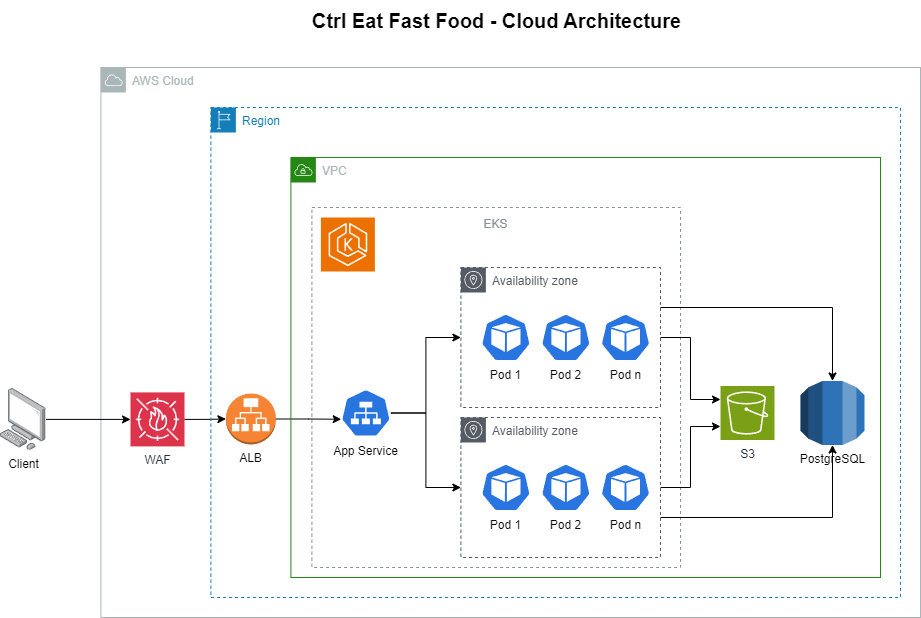 Ctrl Eat Fast Food - Cloud Architecture
AWS Cloud
Region
VPC
EKS
K
Availability zone
Pod 1 Pod 2 Pod n
Availability zone
Pod 1 Pod 2 Pod n
Client
WAF
ALB
App Service
S3
PostgreSQL